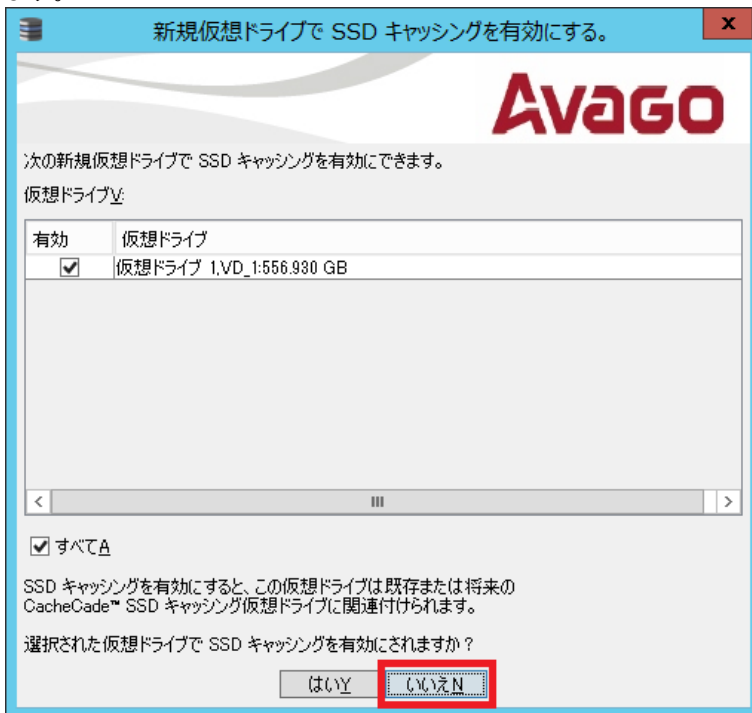 新規仮想ドライブで SSD キャッシングを有効にする。
x
Avago
次の新規仮想ドライブで SSD キャッシングを有効にできます。
仮想ドライブV:
有効 仮想ドライブ
仮想ドライブ 1,VD_1:556.930 GB
すべてA
SSD キャッシングを有効にすると、この仮想ドライブは既存または将来の
CacheCade™ SSD キャッシング仮想ドライブに関連付けられます。
選択された仮想ドライブで SSD キャッシングを有効にされますか?
はいY いいえN